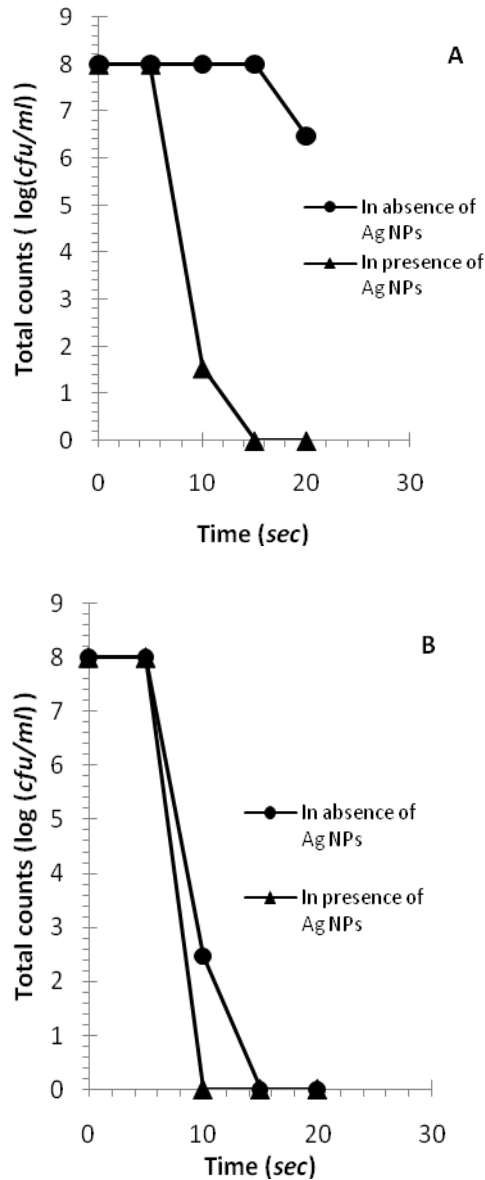 A
Total counts ( log(cfu/ml) )
9
8
7
6
5
4
3
2
1
0
0 10 20 30
Time (sec)
In absence of
Ag NPs
In presence of
Ag NPs
B
Total counts (log (cfu/ml) )
9
8
7
6
5
4
3
2
1
0
0 10 20 30
Time (sec)
In absence of
Ag NPs
In presence of
Ag NPs